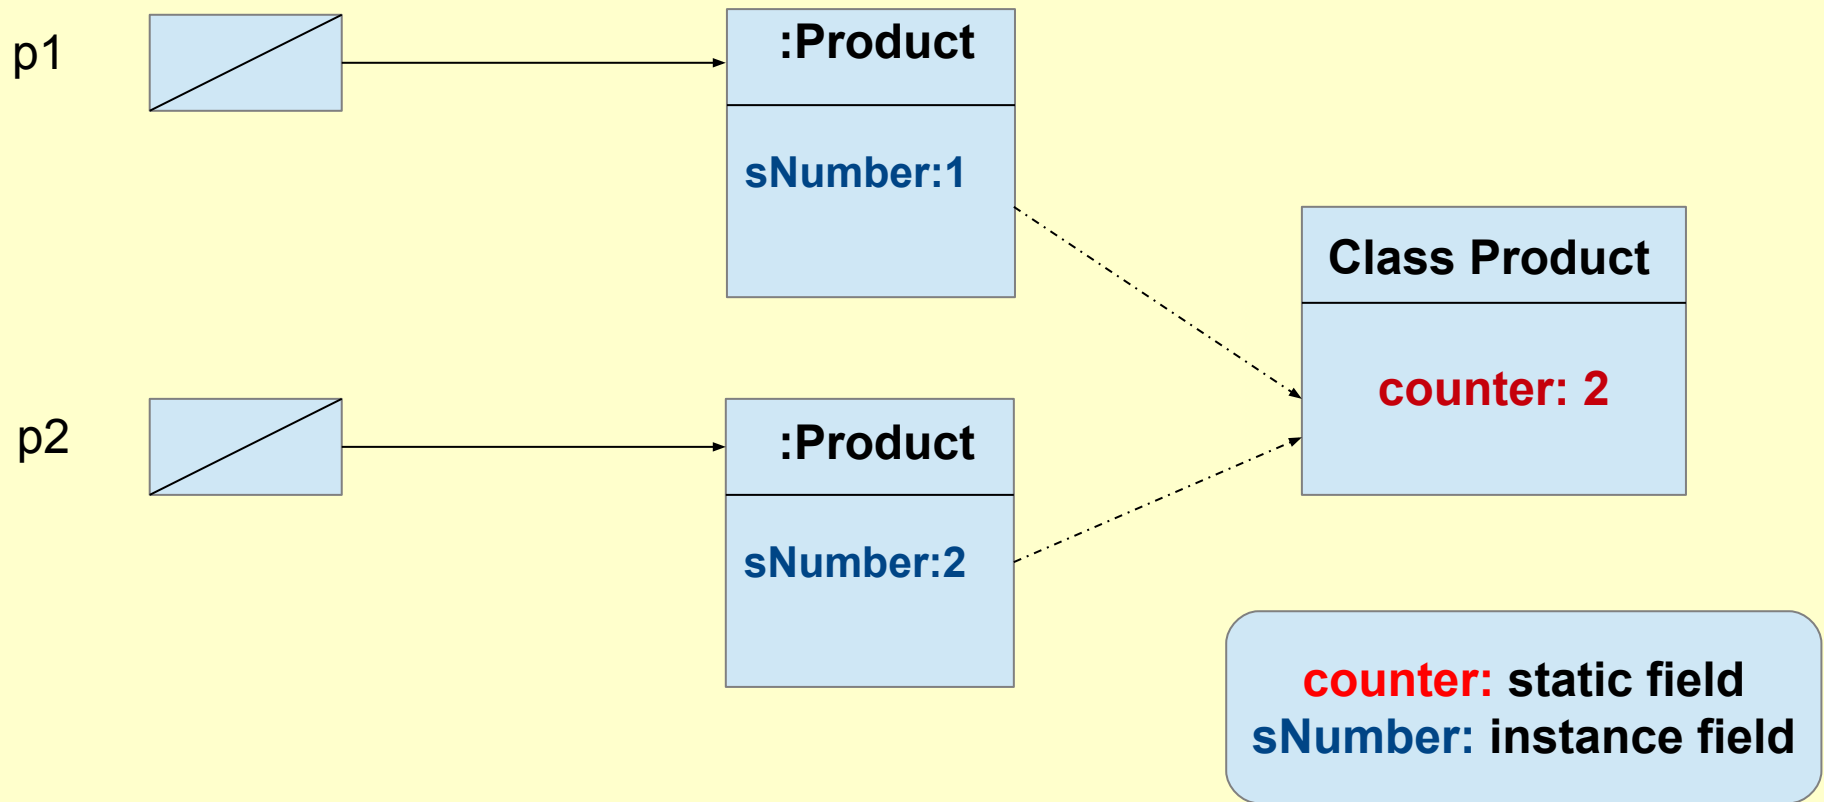 p1
:Product
sNumber:1
Class Product
counter: 2
p2
:Product
sNumber:2
counter: static field
sNumber: instance field